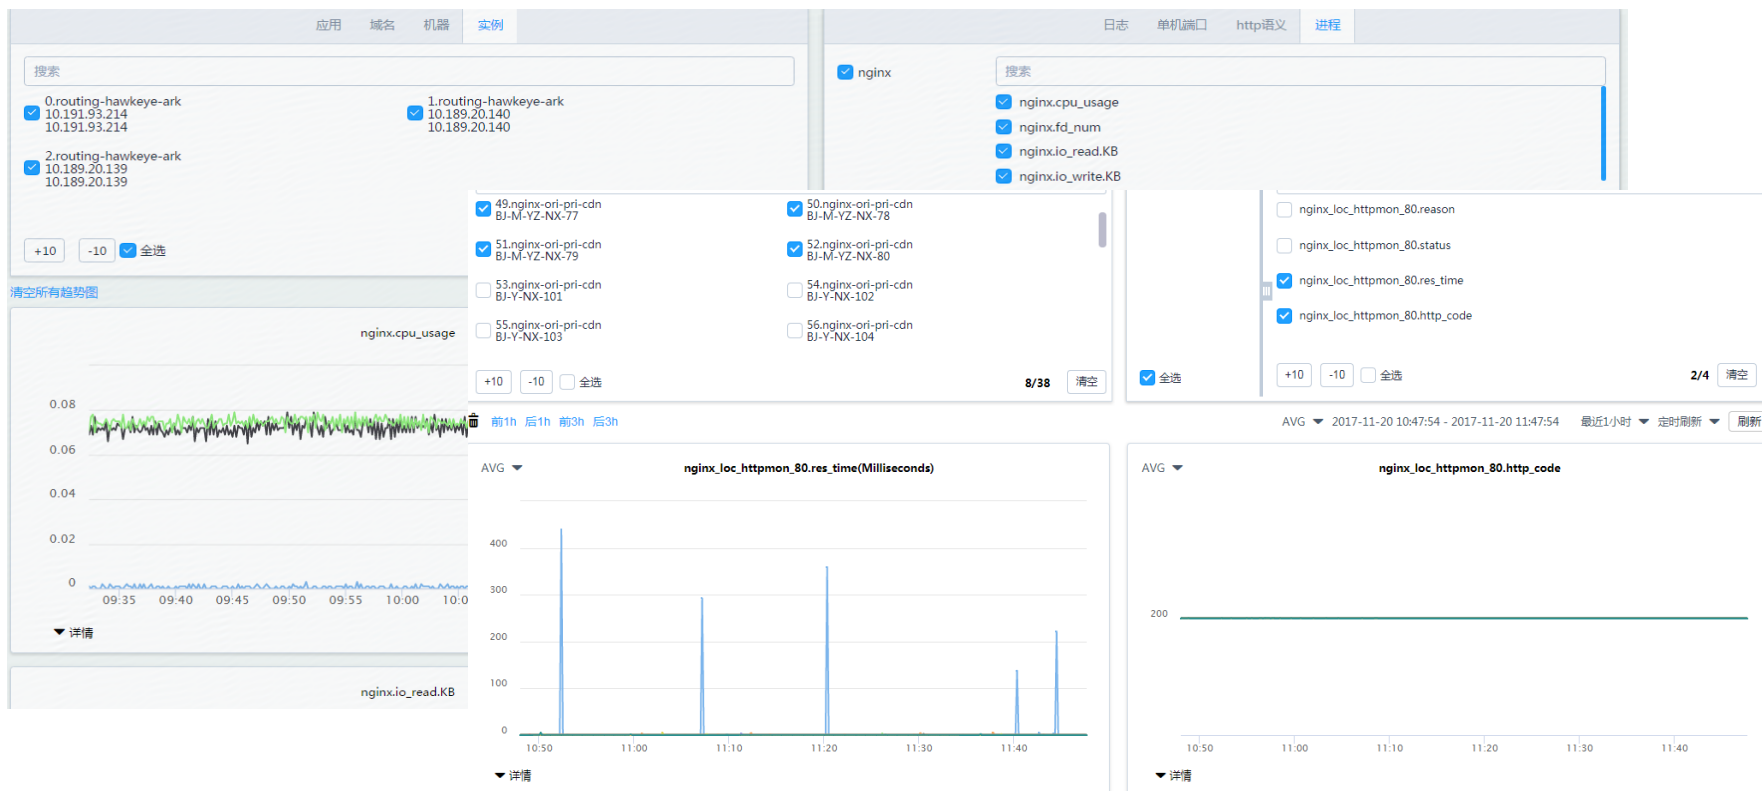 应用 域名 机器 实例
搜索
0.routing-hawkeye-ark
10.191.93.214
10.191.93.214
1.routing-hawkeye-ark
10.189.20.140
10.189.20.140
2.routing-hawkeye-ark
10.189.20.139
10.189.20.139
+10 -10 全选
日志 单机端口 http语义 进程
nginx
搜索
nginx.cpu_usage
nginx.fd_num
nginx.io_read.KB
nginx.io_write.KB
清空所有趋势图
nginx.cpu_usage
0.08
0.06
0.04
0.02
0
09:35 09:40 09:45 09:50 09:55 10:00 10:0
详情
nginx.io_read.KB
49.nginx-ori-pri-cdn
BJ-M-YZ-NX-77
50.nginx-ori-pri-cdn
BJ-M-YZ-NX-78
51.nginx-ori-pri-cdn
BJ-M-YZ-NX-79
52.nginx-ori-pri-cdn
BJ-M-YZ-NX-80
53.nginx-ori-pri-cdn
BJ-Y-NX-101
54.nginx-ori-pri-cdn
BJ-Y-NX-102
55.nginx-ori-pri-cdn
BJ-Y-NX-103
56.nginx-ori-pri-cdn
BJ-Y-NX-104
+10 -10 全选 8/38 清空
全选
nginx_loc_httpmon_80.reason
nginx_loc_httpmon_80.status
nginx_loc_httpmon_80.res_time
nginx_loc_httpmon_80.http_code
+10 -10 全选 2/4 清空
前1h 后1h 前3h 后3h
AVG 2017-11-20 10:47:54 - 2017-11-20 11:47:54 最近1小时 定时刷新 刷新
AVG nginx_loc_httpmon_80.res_time(Milliseconds)
400
300
200
100
0
10:50 11:00 11:10 11:20 11:30 11:40
详情
AVG nginx_loc_httpmon_80.http_code
200
10:50 11:00 11:10 11:20 11:30 11:40
详情